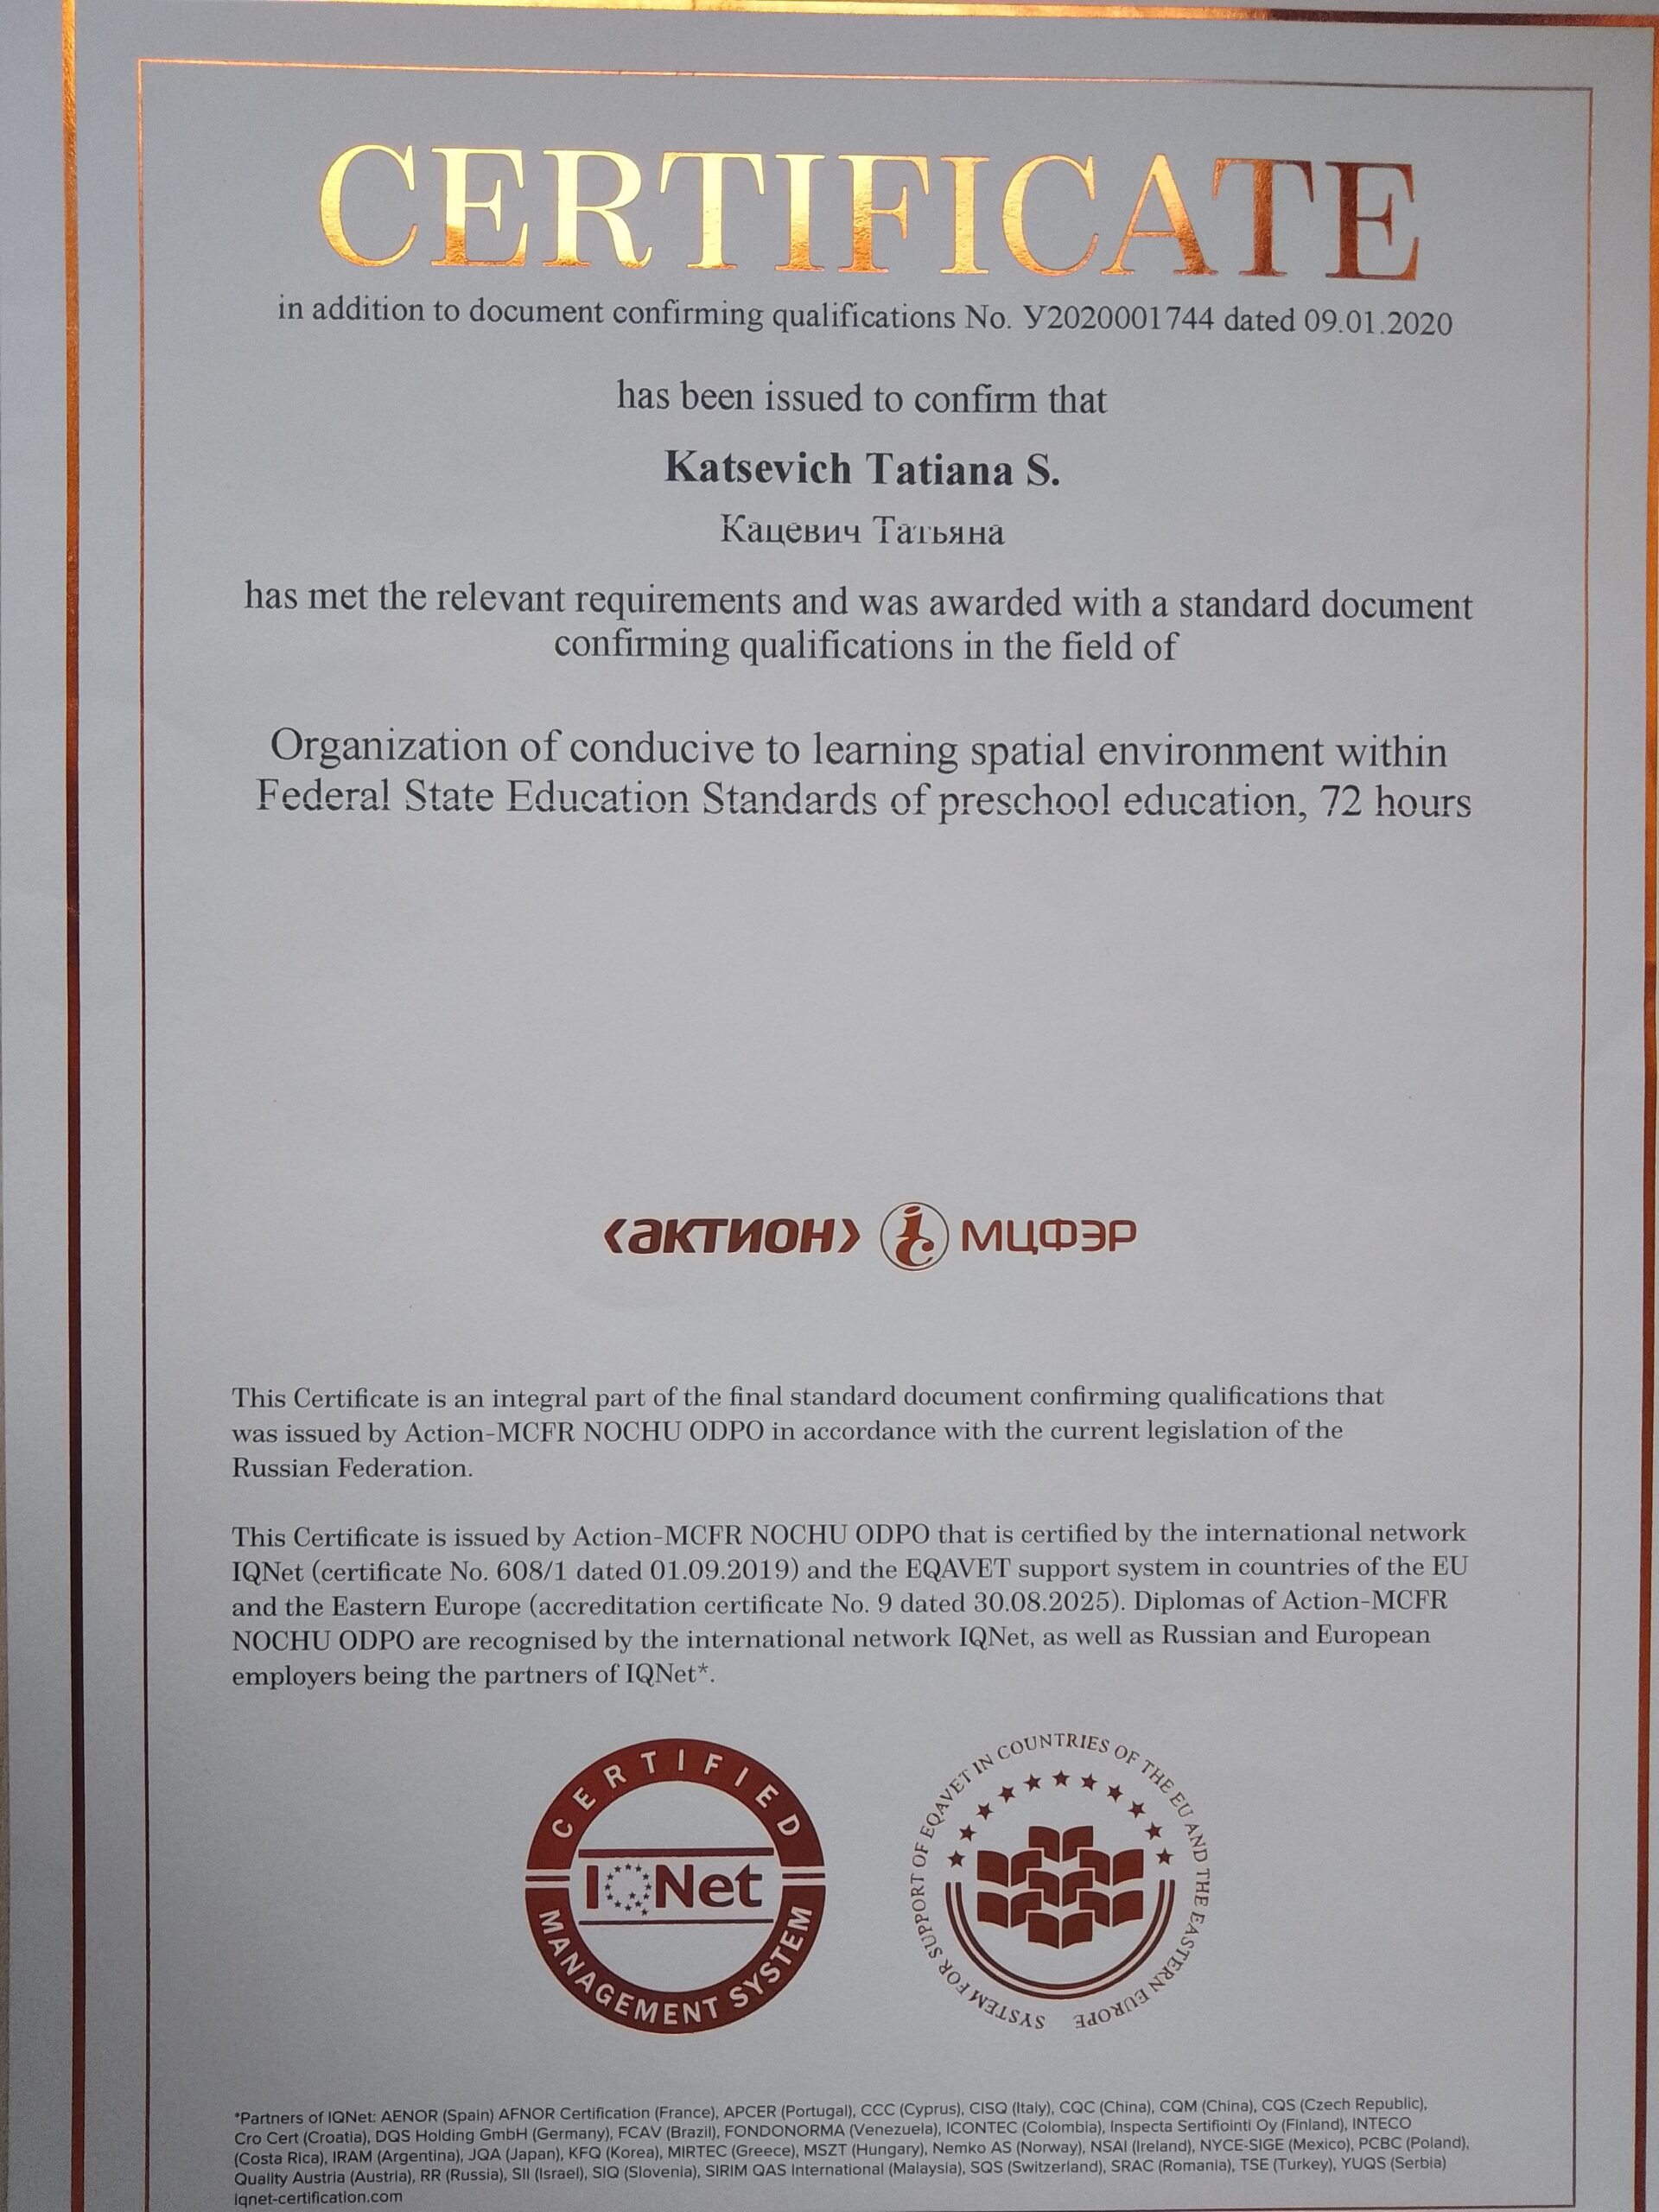 CERTIFICATE
in addition to document confirming qualifications No. У2020001744 dated 09.01.2020
has been issued to confirm that
Katsevich Tatiana S.
Кацевич Татьяна
has met the relevant requirements and was awarded with a standard document
confirming qualifications in the field of
Organization of conducive to learning spatial environment within
Federal State Education Standards of preschool education, 72 hours
‹актион› МЦФЭР
This Certificate is an integral part of the final standard document confirming qualifications that
was issued by Action-MCFR NOCHU ODPO in accordance with the current legislation of the
Russian Federation.
This Certificate is issued by Action-MCFR NOCHU ODPO that is certified by the international network
IQNet (certificate No. 608/1 dated 01.09.2019) and the EQAVET support system in countries of the EU
and the Eastern Europe (accreditation certificate No. 9 dated 30.08.2025). Diplomas of Action-MCFR
NOCHU ODPO are recognised by the international network IQNet, as well as Russian and European
employers being the partners of IQNet*.
CERTIFIED
IQNet
MANAGEMENT SYSTEM
SYSTEM FOR SUPPORT OF EQAVET IN COUNTRIES OF THE EU AND THE EASTERN EUROPE
*Partners of IQNet: AENOR (Spain) AFNOR Certification (France), APCER (Portugal), CCC (Cyprus), CISQ (Italy), CQC (China), CQM (China), CQS (Czech Republic),
Cro Cert (Croatia), DQS Holding GmbH (Germany), FCAV (Brazil), FONDONORMA (Venezuela), ICONTEC (Colombia), Inspecta Sertifiointi Oy (Finland), INTECO
(Costa Rica), IRAM (Argentina), JQA (Japan), KFQ (Korea), MIRTEC (Greece), MSZT (Hungary), Nemko AS (Norway), NSAI (Ireland), NYCE-SIGE (Mexico), PCBC (Poland),
Quality Austria (Austria), RR (Russia), SII (Israel), SIQ (Slovenia), SIRIM QAS International (Malaysia), SQS (Switzerland), SRAC (Romania), TSE (Turkey), YUQS (Serbia)
iqnet-certification.com